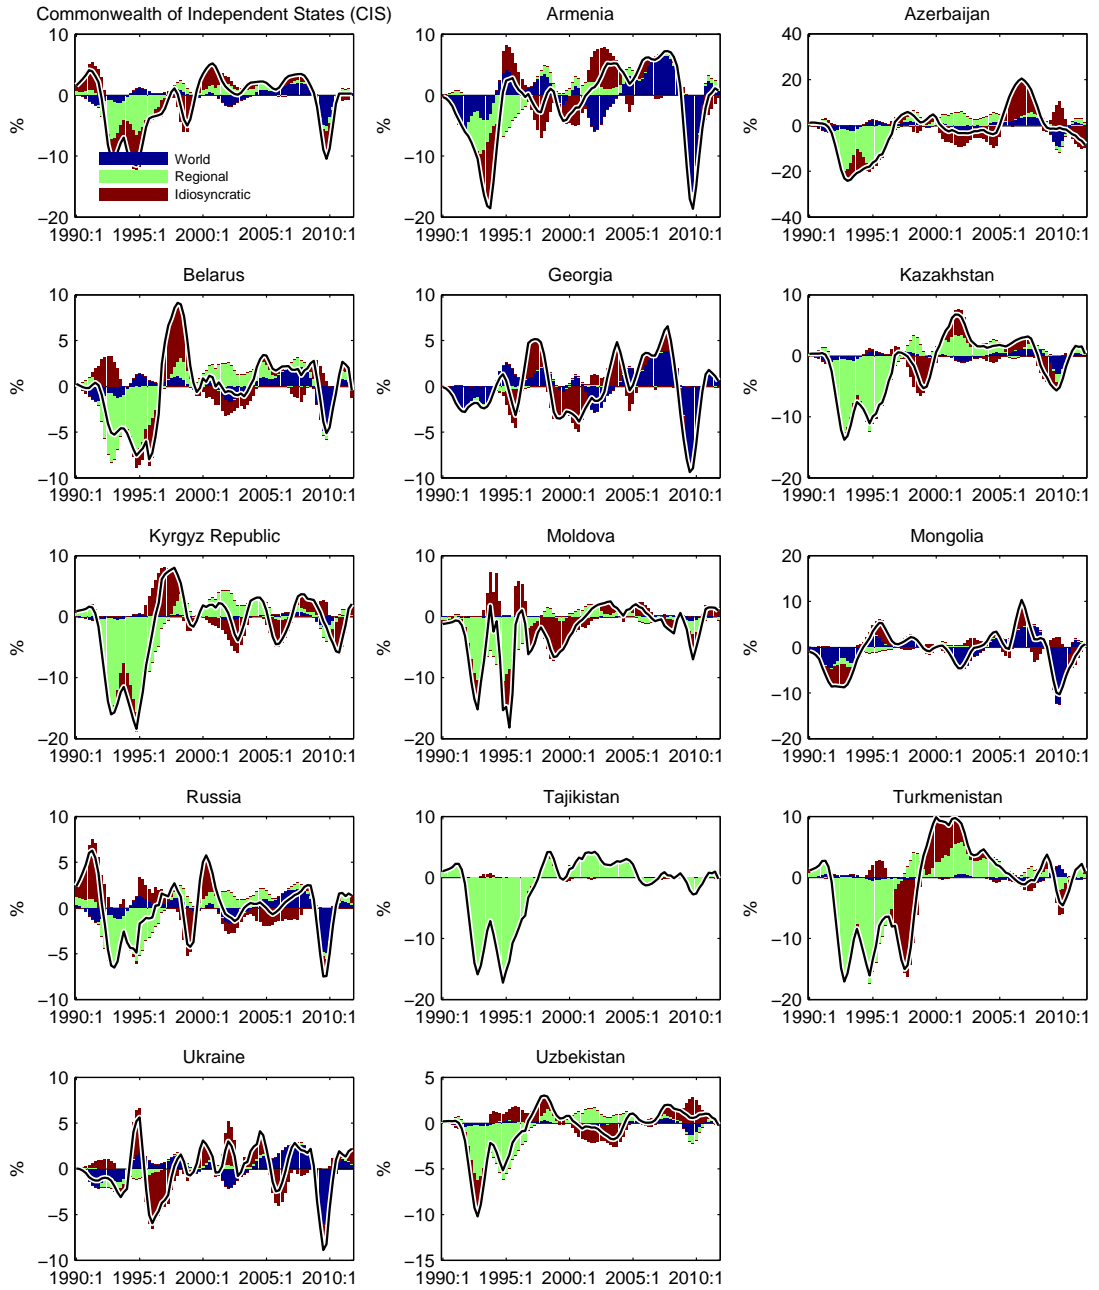 Commonwealth of Independent States (CIS)
10
0
−10
−20
%
World
Regional
Idiosyncratic
1990:1 1995:1 2000:1 2005:1 2010:1
Armenia
10
0
−10
−20
%
1990:1 1995:1 2000:1 2005:1 2010:1
Azerbaijan
40
20
0
−20
−40
%
1990:1 1995:1 2000:1 2005:1 2010:1
Belarus
10
5
0
−5
−10
%
1990:1 1995:1 2000:1 2005:1 2010:1
Georgia
10
5
0
−5
−10
%
1990:1 1995:1 2000:1 2005:1 2010:1
Kazakhstan
10
0
−10
−20
%
1990:1 1995:1 2000:1 2005:1 2010:1
Kyrgyz Republic
10
0
−10
−20
%
1990:1 1995:1 2000:1 2005:1 2010:1
Moldova
10
0
−10
−20
%
1990:1 1995:1 2000:1 2005:1 2010:1
Mongolia
20
10
0
−10
−20
%
1990:1 1995:1 2000:1 2005:1 2010:1
Russia
10
5
0
−5
−10
%
1990:1 1995:1 2000:1 2005:1 2010:1
Tajikistan
10
0
−10
−20
%
1990:1 1995:1 2000:1 2005:1 2010:1
Turkmenistan
10
0
−10
−20
%
1990:1 1995:1 2000:1 2005:1 2010:1
Ukraine
10
5
0
−5
−10
%
1990:1 1995:1 2000:1 2005:1 2010:1
Uzbekistan
5
0
−5
−10
−15
%
1990:1 1995:1 2000:1 2005:1 2010:1